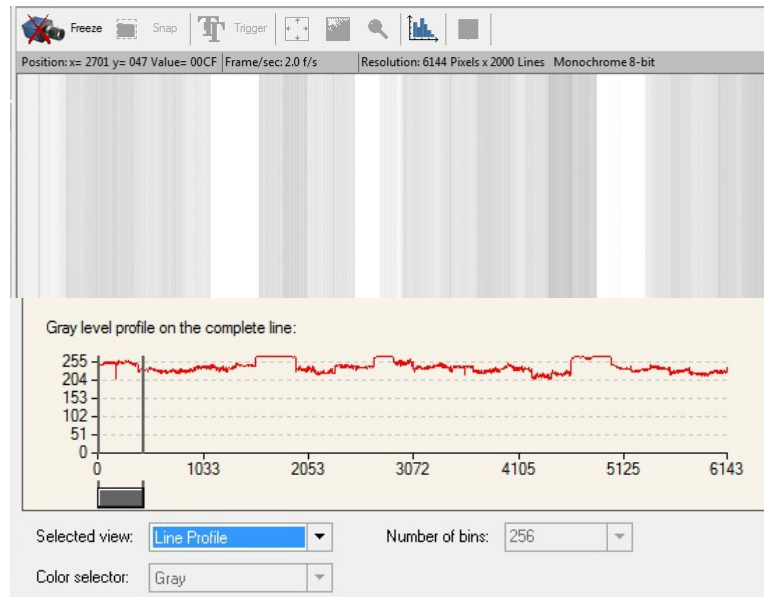 Freeze Snap Trigger
Position: x= 2701 y= 047 Value= 00CF Frame/sec: 2.0 f/s Resolution: 6144 Pixels x 2000 Lines Monochrome 8-bit
Gray level profile on the complete line:
255
204
153
102
51
0
0 1033 2053 3072 4105 5125 6143
Selected view: Line Profile Number of bins: 256
Color selector: Gray